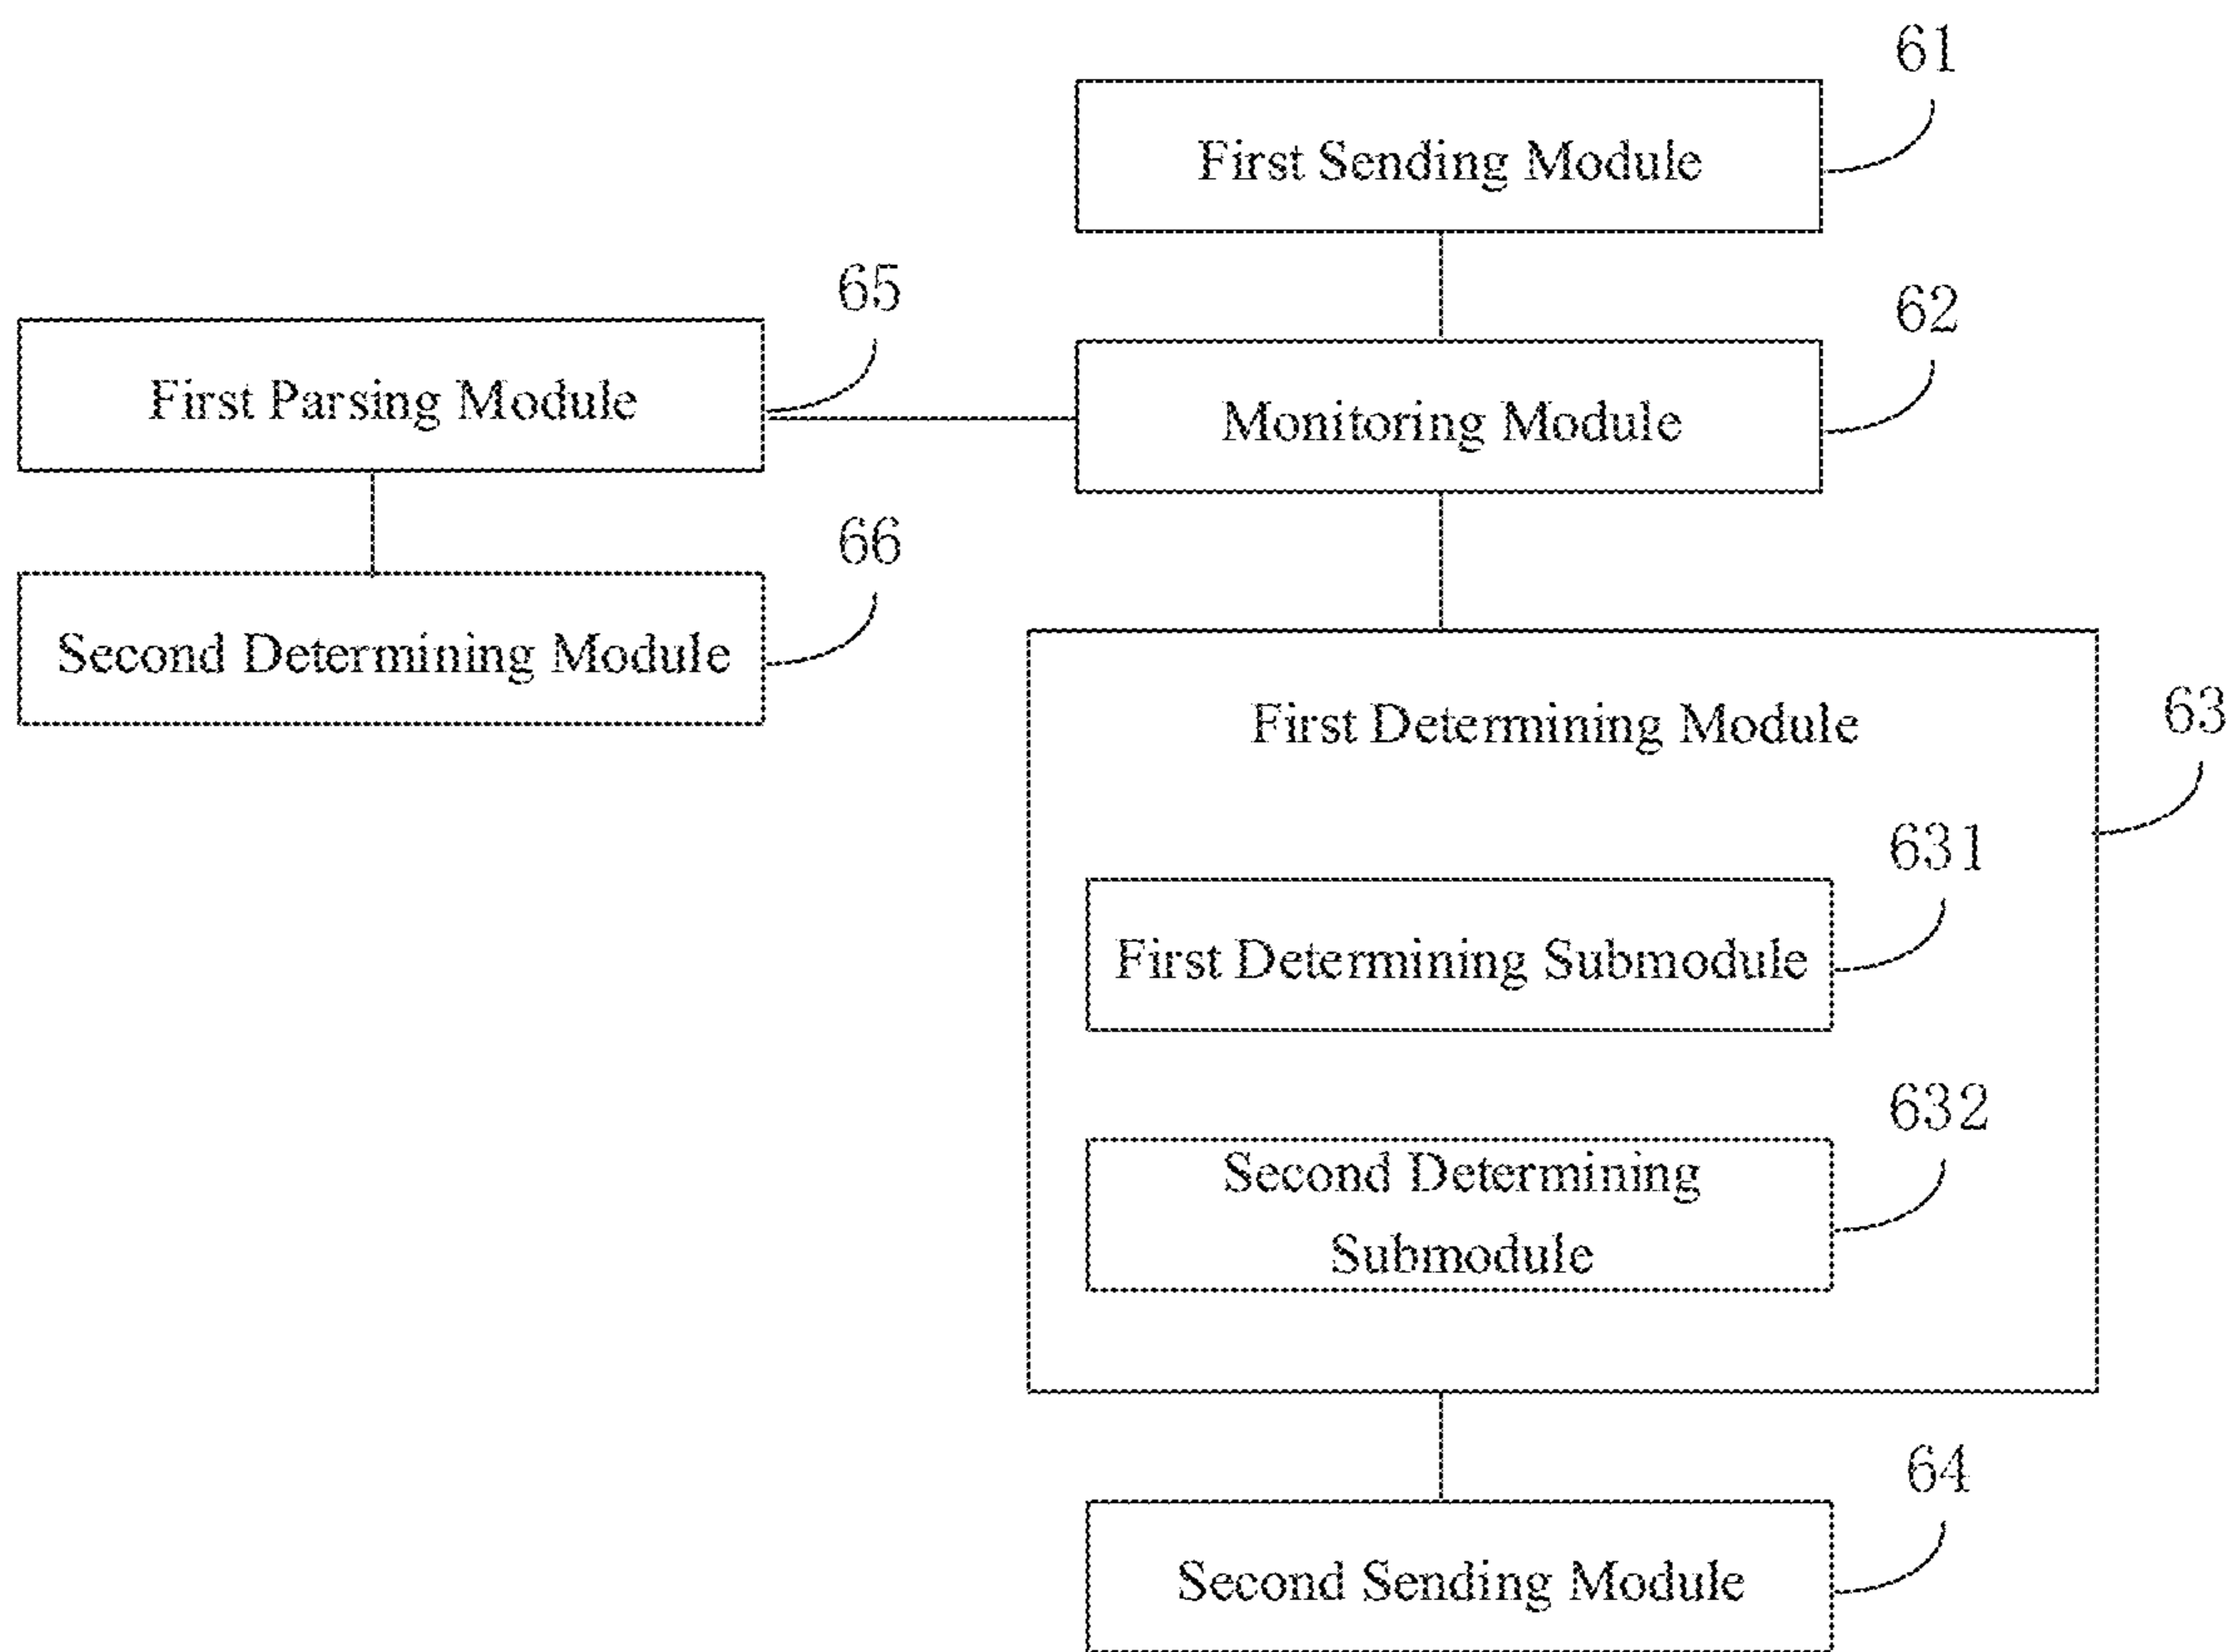 61
First Sending Module
65
62
First Parsing Module
Monitoring Module
66
Second Determining Module
63
First Determining Module
631
First Determining Submodule
632
Second Determining
Submodule
64
Second Sending Module